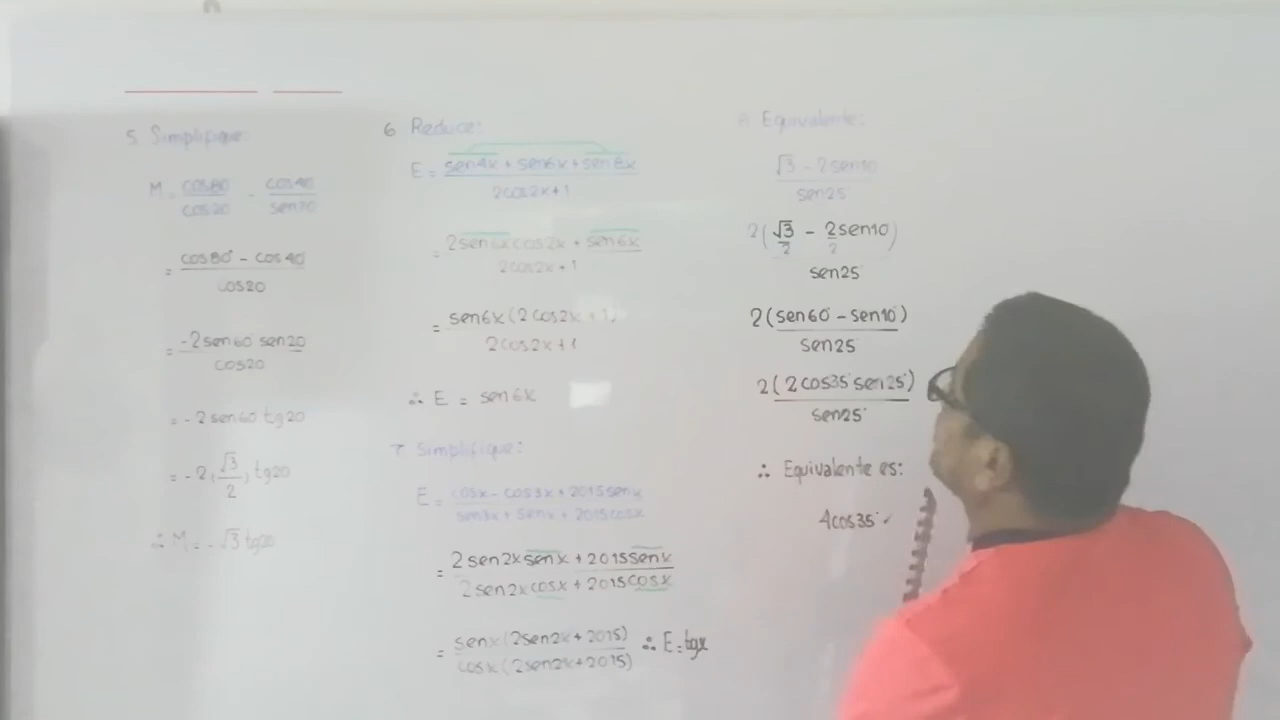 5 Simplifique:
M = cos80/cos20 - cos40/sen70
= cos80° - cos40°/cos20
= -2sen60° sen20/cos20
= -2sen60 tg20
= -2 . √3/2 . tg20
∴ M = -√3 tg20
6 Reduce:
E = sen4x + sen6x + sen8x/2cos2x+1
= 2sen6x cos2x + sen6x/2cos2x+1
= sen6x(2cos2x+1)/2cos2x+1
∴ E = sen6x
7 Simplifique:
E = cosx - cos3x + 2015senx/sen3x + senx + 2015cosx
= 2sen2xsenx + 2015senx/2sen2xcosx + 2015cosx
= senx(2sen2x+2015)/cosx(2sen2x+2015) ∴ E=tgx
8 Equivalente:
√3 - 2sen10/sen25
2(√3/2 - 2sen10/2)/sen25
2(sen60° - sen10°)/sen25
2(2cos35° sen25°)/sen25°
∴ Equivalente es:
4cos35°